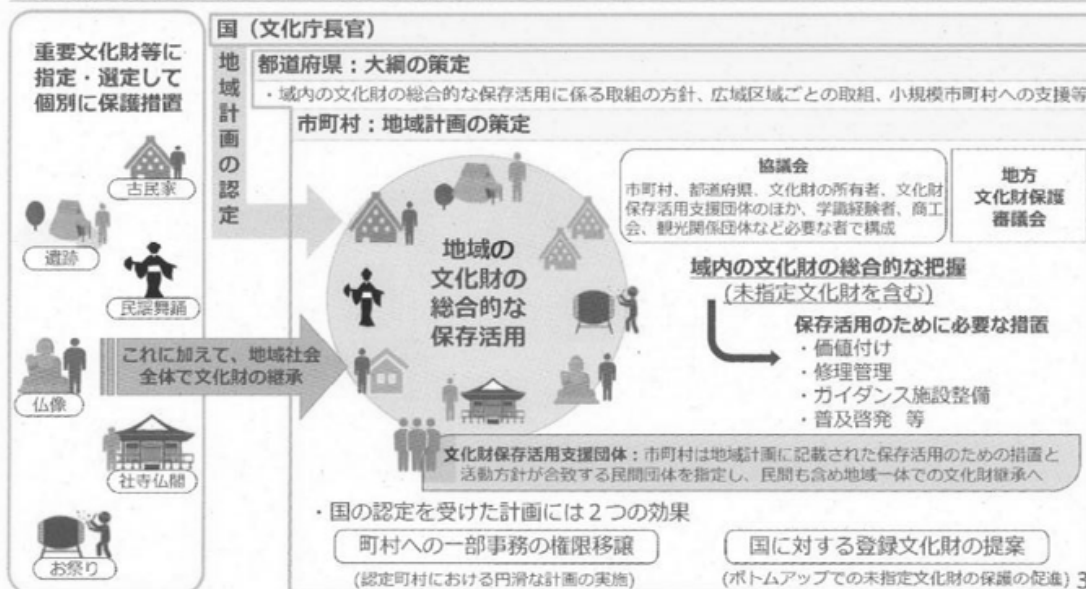 重要文化財等に
指定・選定して
個別に保護措置
古民家
遺跡
民謡舞踊
仏像
社寺仏閣
お祭り
これに加えて、地域社会
全体で文化財の継承
国（文化庁長官）
地域計画の認定
都道府県：大綱の策定
・域内の文化財の総合的な保存活用に係る取組の方針、広域区域ごとの取組、小規模市町村への支援等
市町村：地域計画の策定
地域の
文化財の
総合的な
保存活用
協議会
市町村、都道府県、文化財の所有者、文化財
保存活用支援団体のほか、学識経験者、商工
会、観光関係団体など必要な者で構成
地方
文化財保護
審議会
域内の文化財の総合的な把握
(未指定文化財を含む)
保存活用のために必要な措置
・価値付け
・修理管理
・ガイダンス施設整備
・普及啓発 等
文化財保存活用支援団体：市町村は地域計画に記載された保存活用のための措置と
活動方針が合致する民間団体を指定し、民間も含め地域一体での文化財継承へ
・国の認定を受けた計画には２つの効果
町村への一部事務の権限移譲
(認定町村における円滑な計画の実施)
国に対する登録文化財の提案
(ボトムアップでの未指定文化財の保護の促進)
3